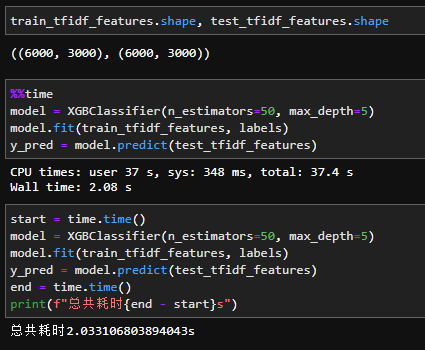 train_tfidf_features.shape, test_tfidf_features.shape
((6000, 3000), (6000, 3000))
%%time
model = XGBClassifier(n_estimators=50, max_depth=5)
model.fit(train_tfidf_features, labels)
y_pred = model.predict(test_tfidf_features)
CPU times: user 37 s, sys: 348 ms, total: 37.4 s
Wall time: 2.08 s
start = time.time()
model = XGBClassifier(n_estimators=50, max_depth=5)
model.fit(train_tfidf_features, labels)
y_pred = model.predict(test_tfidf_features)
end = time.time()
print(f"总共耗时{end - start}s")
总共耗时2.033106803894043s